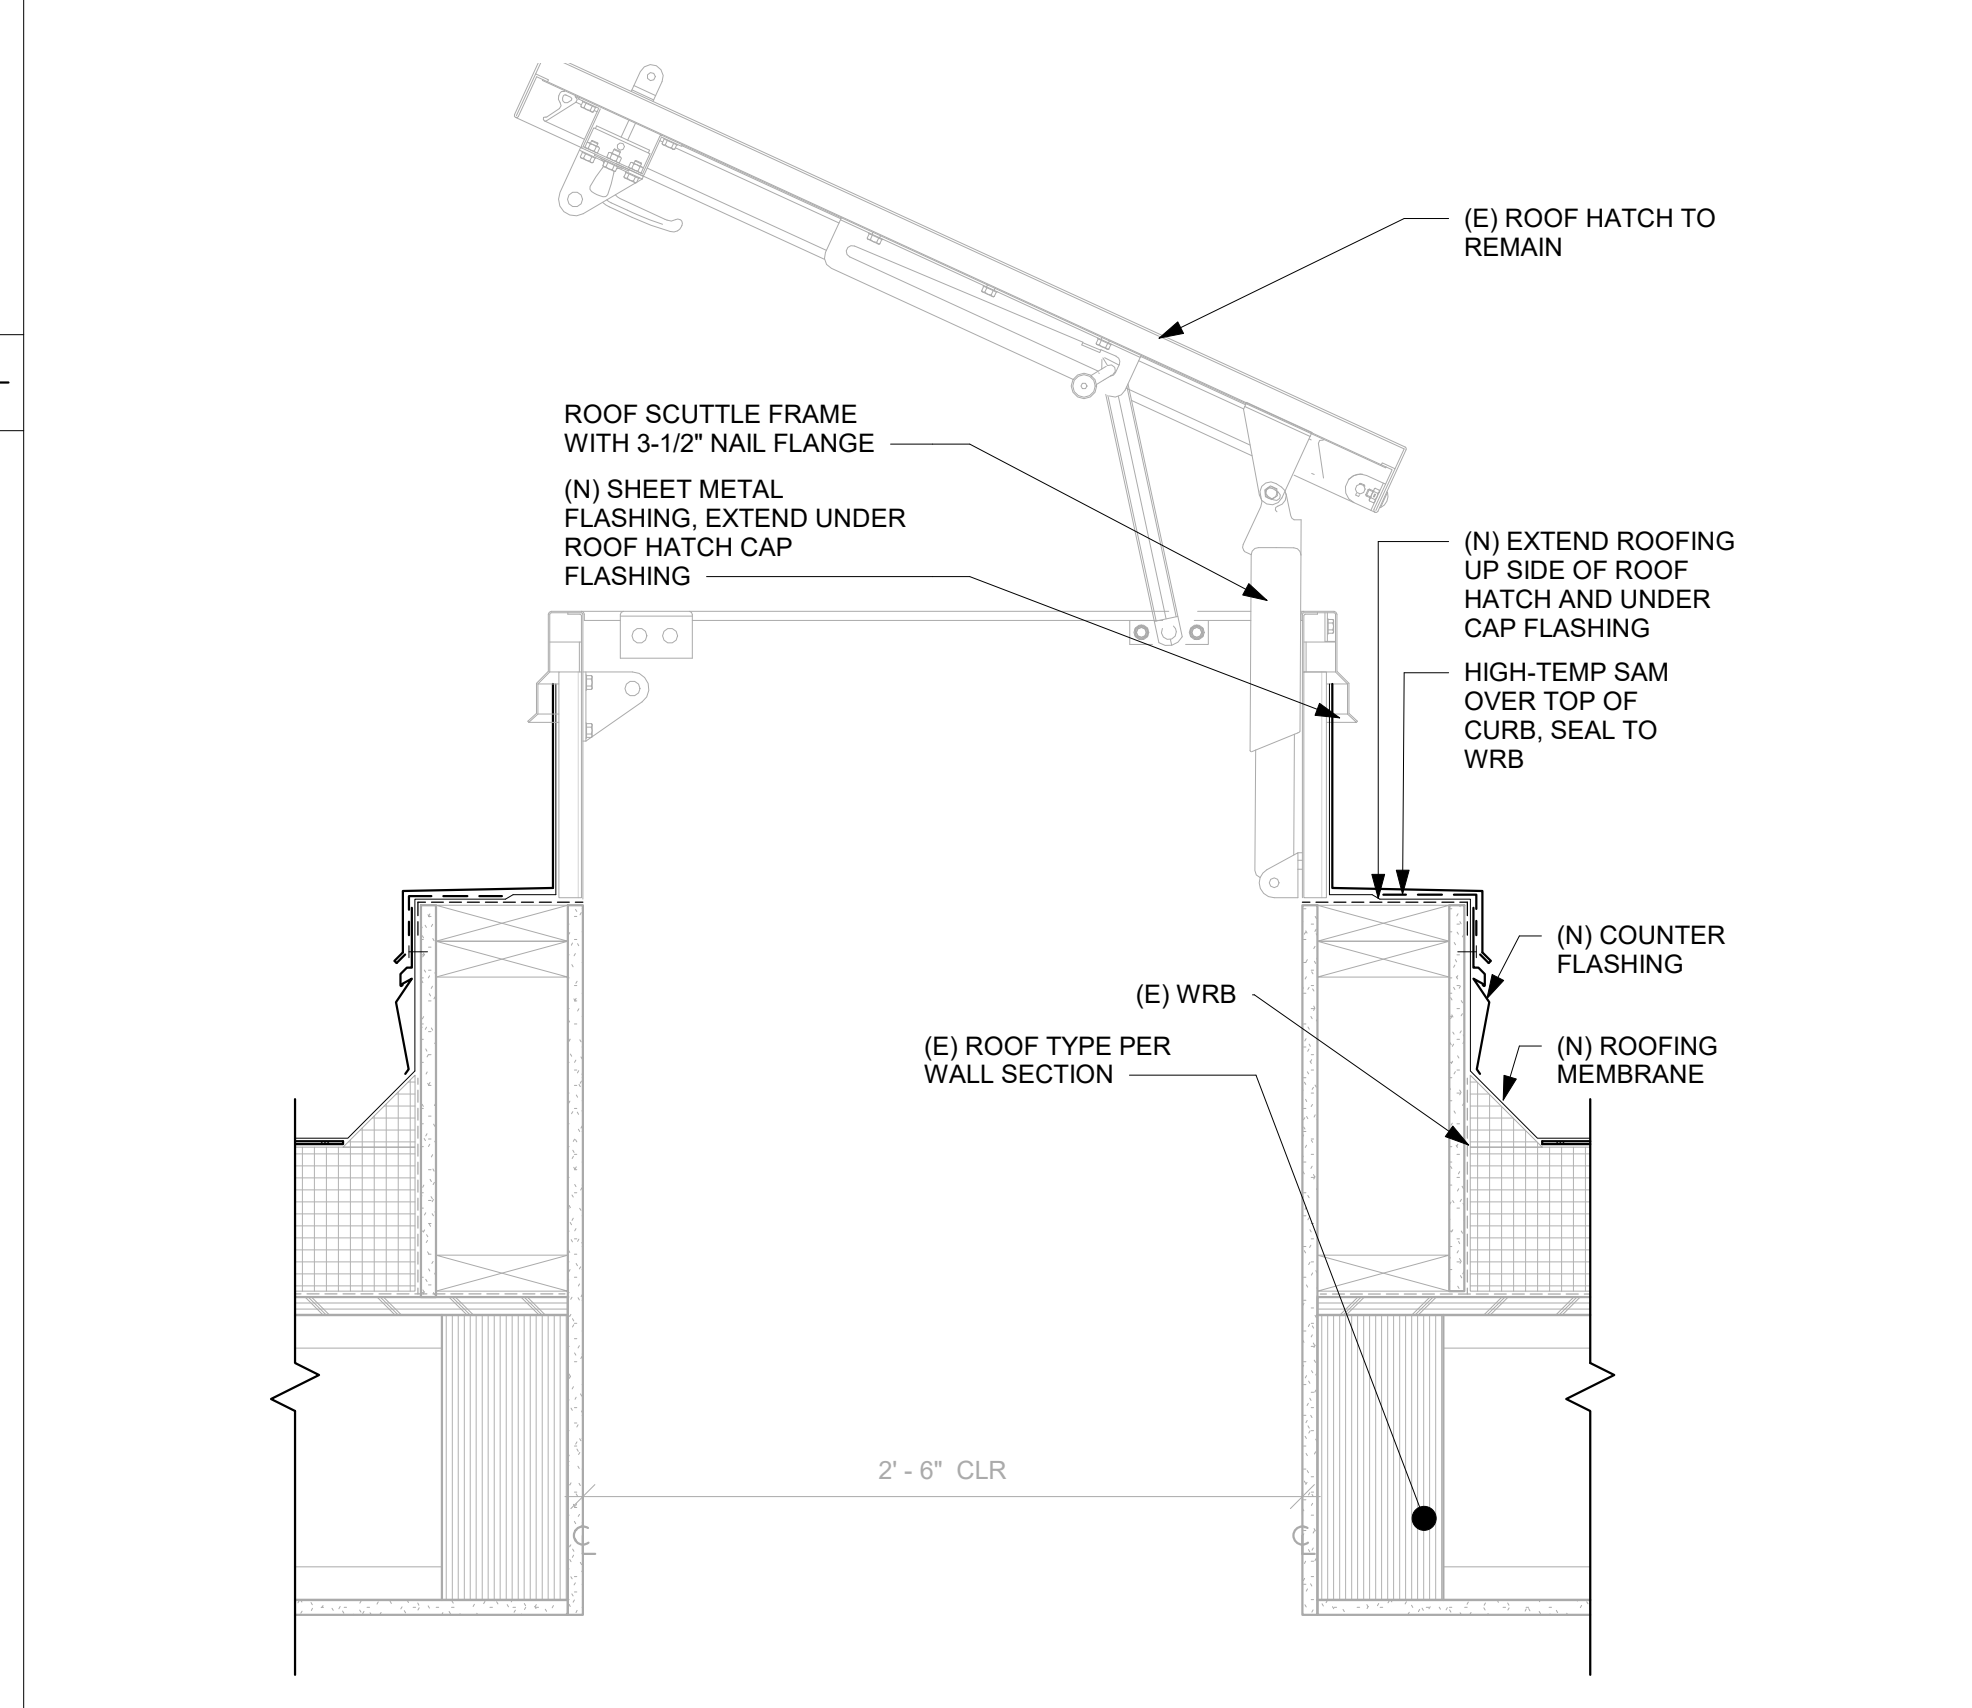 (E) ROOF HATCH TO
REMAIN
ROOF SCUTTLE FRAME
WITH 3-1/2" NAIL FLANGE
(N) SHEET METAL
FLASHING, EXTEND UNDER
ROOF HATCH CAP
FLASHING
(N) EXTEND ROOFING
UP SIDE OF ROOF
HATCH AND UNDER
CAP FLASHING
HIGH-TEMP SAM
OVER TOP OF
CURB, SEAL TO
WRB
(N) COUNTER
FLASHING
(E) WRB
(E) ROOF TYPE PER
WALL SECTION
(N) ROOFING
MEMBRANE
2' - 6" CLR
CL
CL